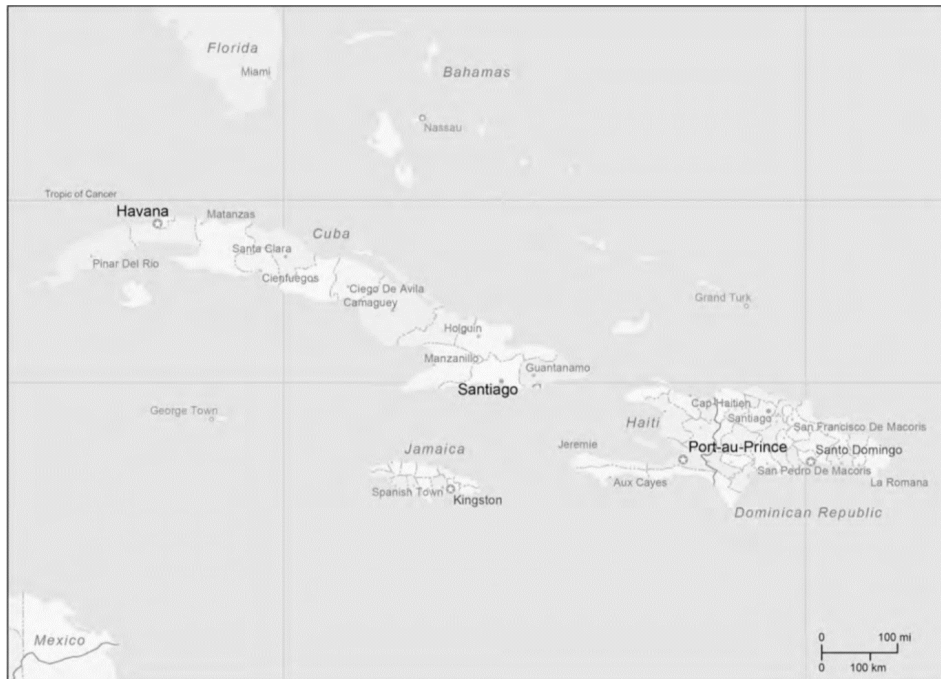 Florida
Miami
Bahamas
Nassau
Tropic of Cancer
Havana
Matanzas
Cuba
Santa Clara
Pinar Del Rio
Cienfuegos
Ciego De Avila
Camaguey
Grand Turk
Holguin
Manzanillo
Guantanamo
Santiago
George Town
Cap-Haitien
Santiago
Haiti
San Francisco De Macoris
Jeremie
Jamaica
Port-au-Prince
Santo Domingo
San Pedro De Macoris
Aux Cayes
La Romana
Spanish Town
Kingston
Dominican Republic
Mexico
0 100 mi
0 100 km